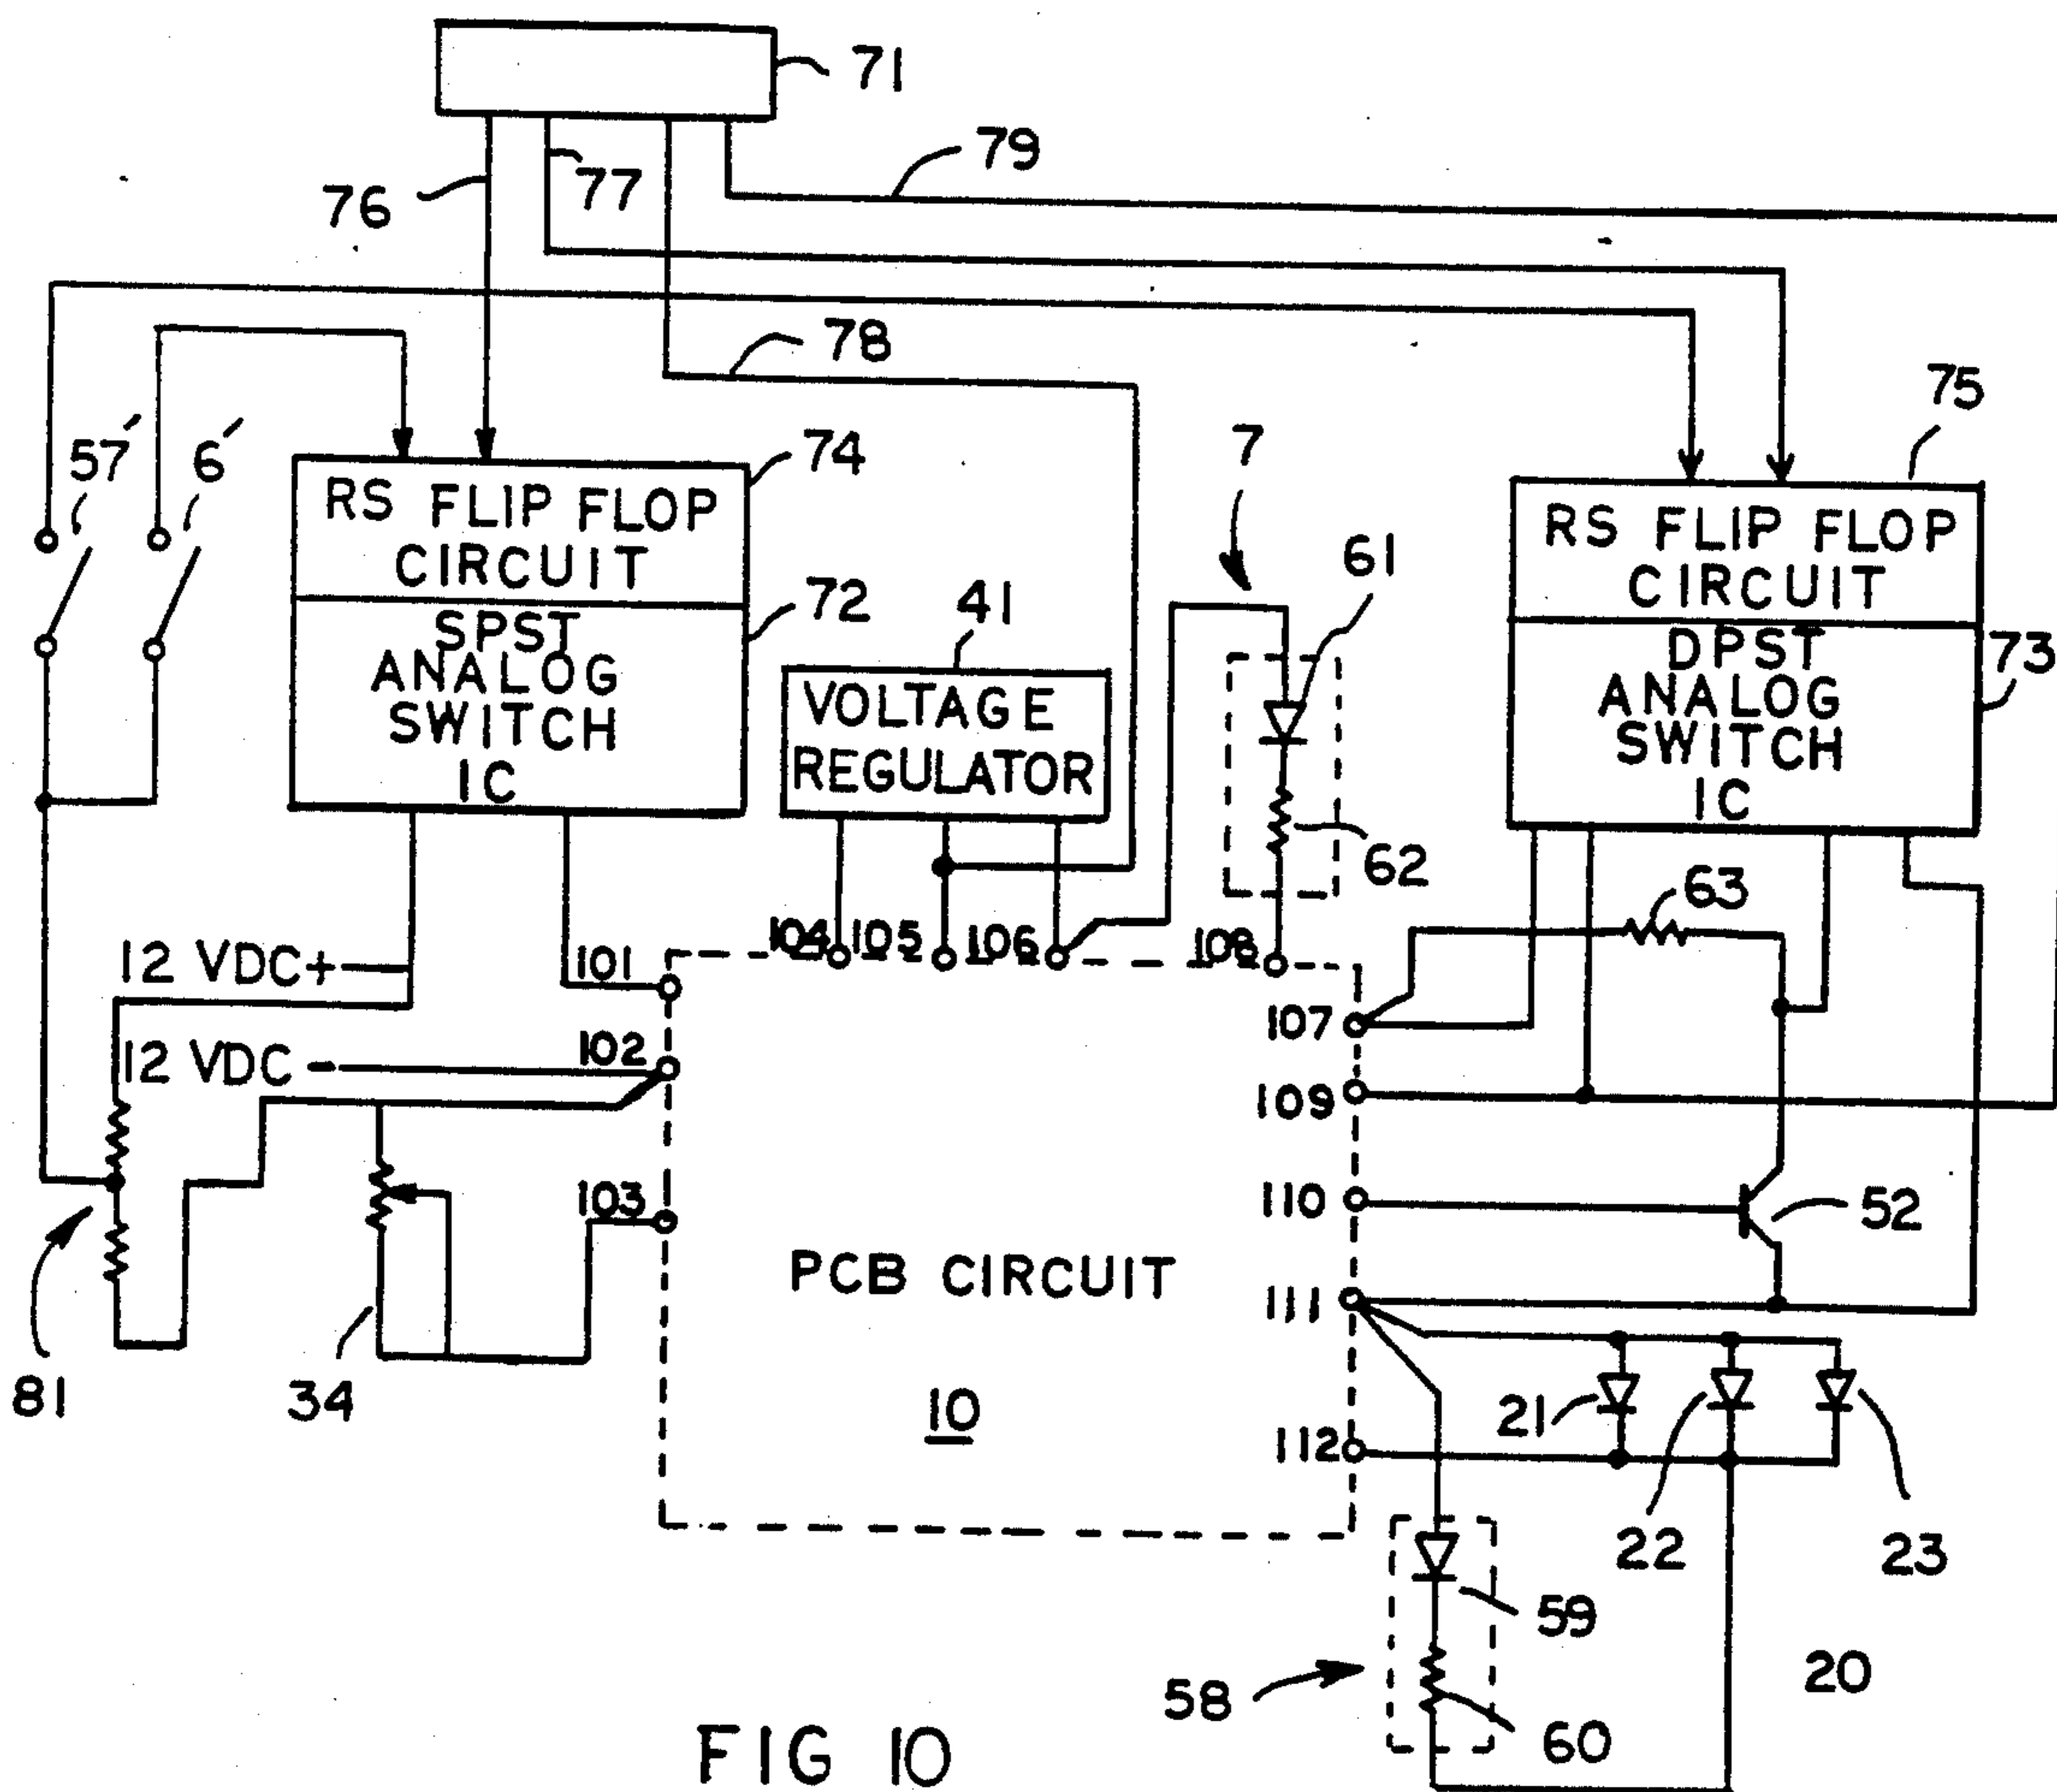 71
79
76
77
78
75
57'
6'
74
7
RS FLIP FLOP
CIRCUIT
61
RS FLIP FLOP
CIRCUIT
72
41
SPST
ANALOG
SWITCH
IC
VOLTAGE
REGULATOR
DPST
ANALOG
SWITCH
IC
73
62
63
104
105
106
108
12 VDC+
101
107
12 VDC -
102
109
103
110
52
PCB CIRCUIT
111
81
34
10
21
112
22
23
59
58
20
60
FIG 10